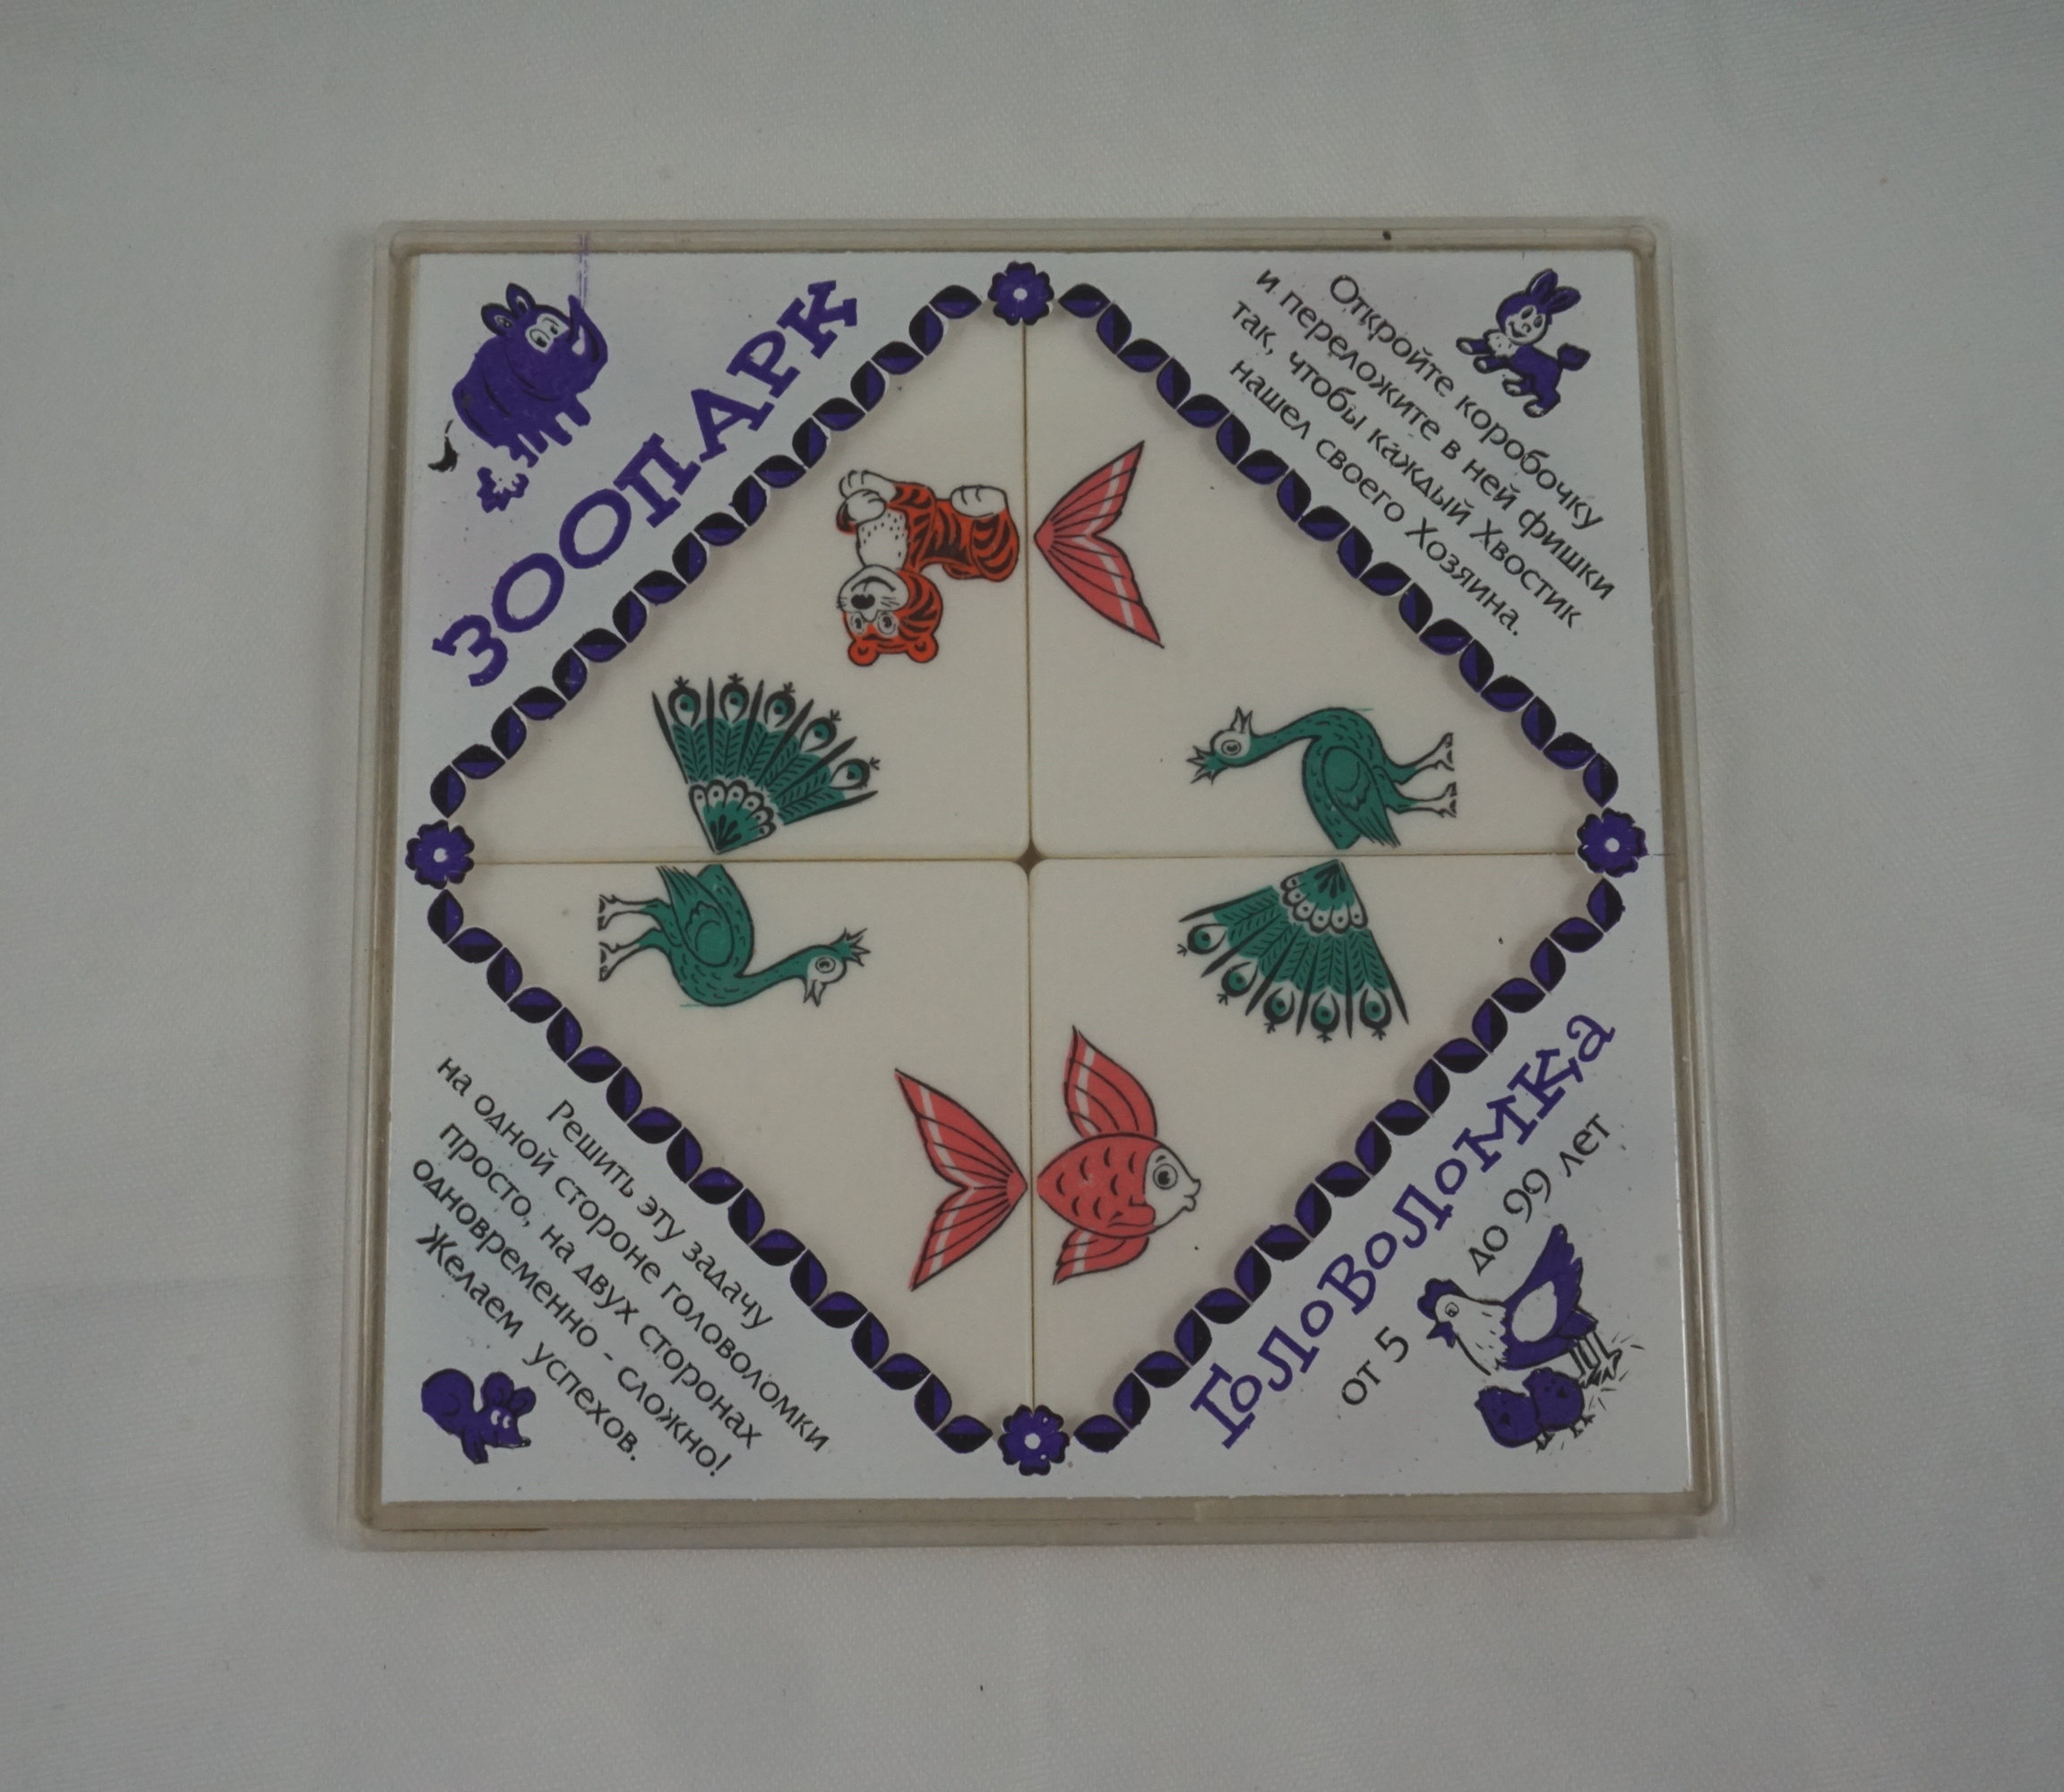 ЗООПАРК
Откройте коробочку
и переложите в ней фишки
так, чтобы каждый Хвостик
нашел своего Хозяина.
Решить эту задачу
на одной стороне головоломки
просто, на двух сторонах
одновременно - сложно!
Желаем успехов.
ГоЛоВоЛоМКа
от 5 до 99 лет